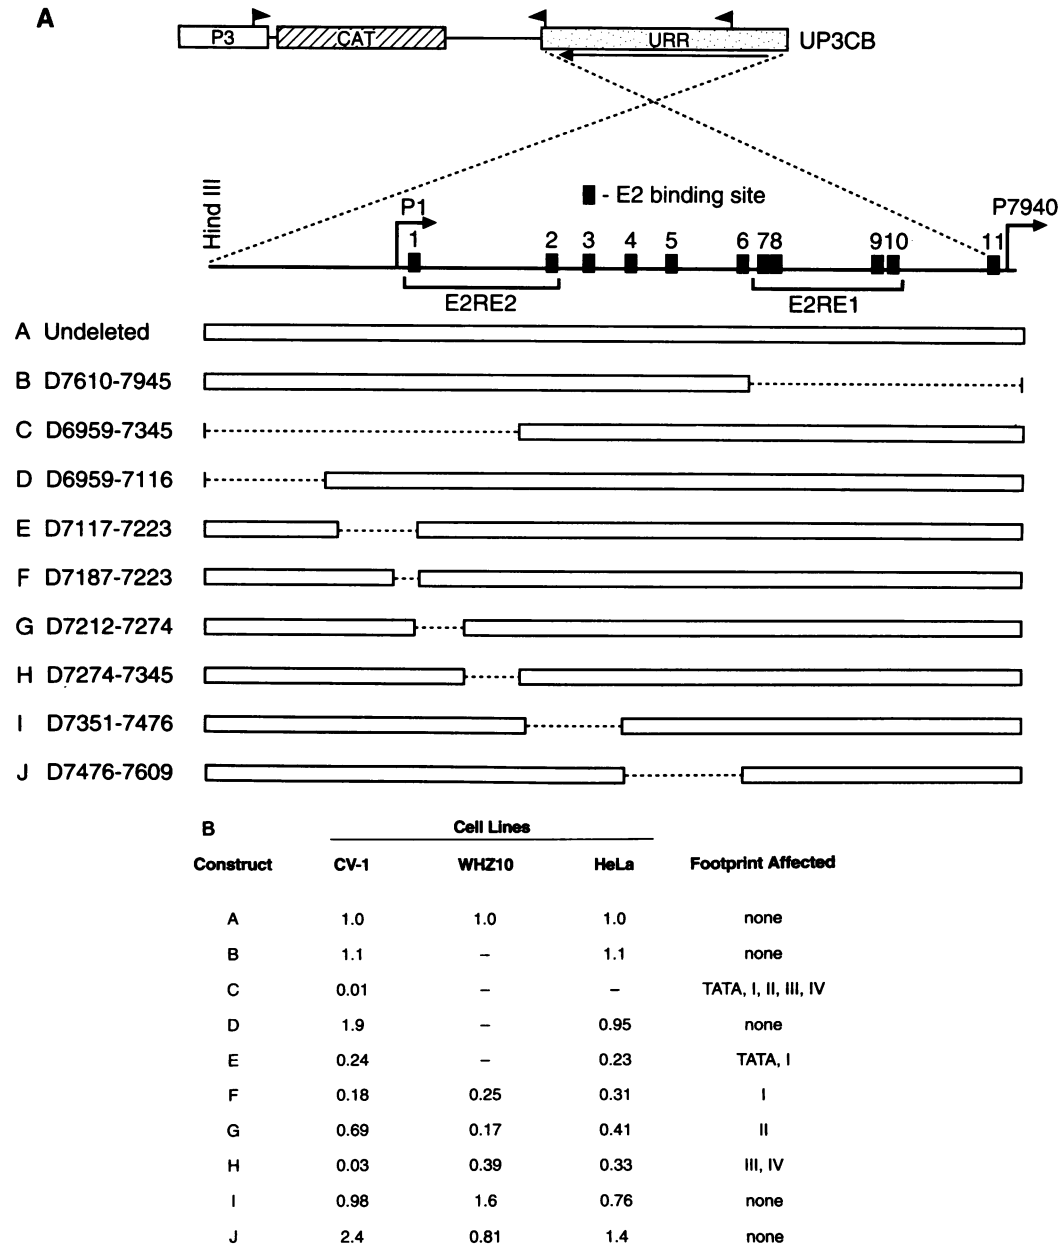 A
P3 CAT URR UP3CB
Hind III
- E2 binding site
P1 P7940
1 2 3 4 5 6 7 8 9 10 11
E2RE2 E2RE1
A Undeleted
B D7610-7945
C D6959-7345
D D6959-7116
E D7117-7223
F D7187-7223
G D7212-7274
H D7274-7345
I D7351-7476
J D7476-7609
B Cell Lines
Construct CV-1 WHZ10 HeLa Footprint Affected
A 1.0 1.0 1.0 none
B 1.1 – 1.1 none
C 0.01 – – TATA, I, II, III, IV
D 1.9 – 0.95 none
E 0.24 – 0.23 TATA, I
F 0.18 0.25 0.31 I
G 0.69 0.17 0.41 II
H 0.03 0.39 0.33 III, IV
I 0.98 1.6 0.76 none
J 2.4 0.81 1.4 none